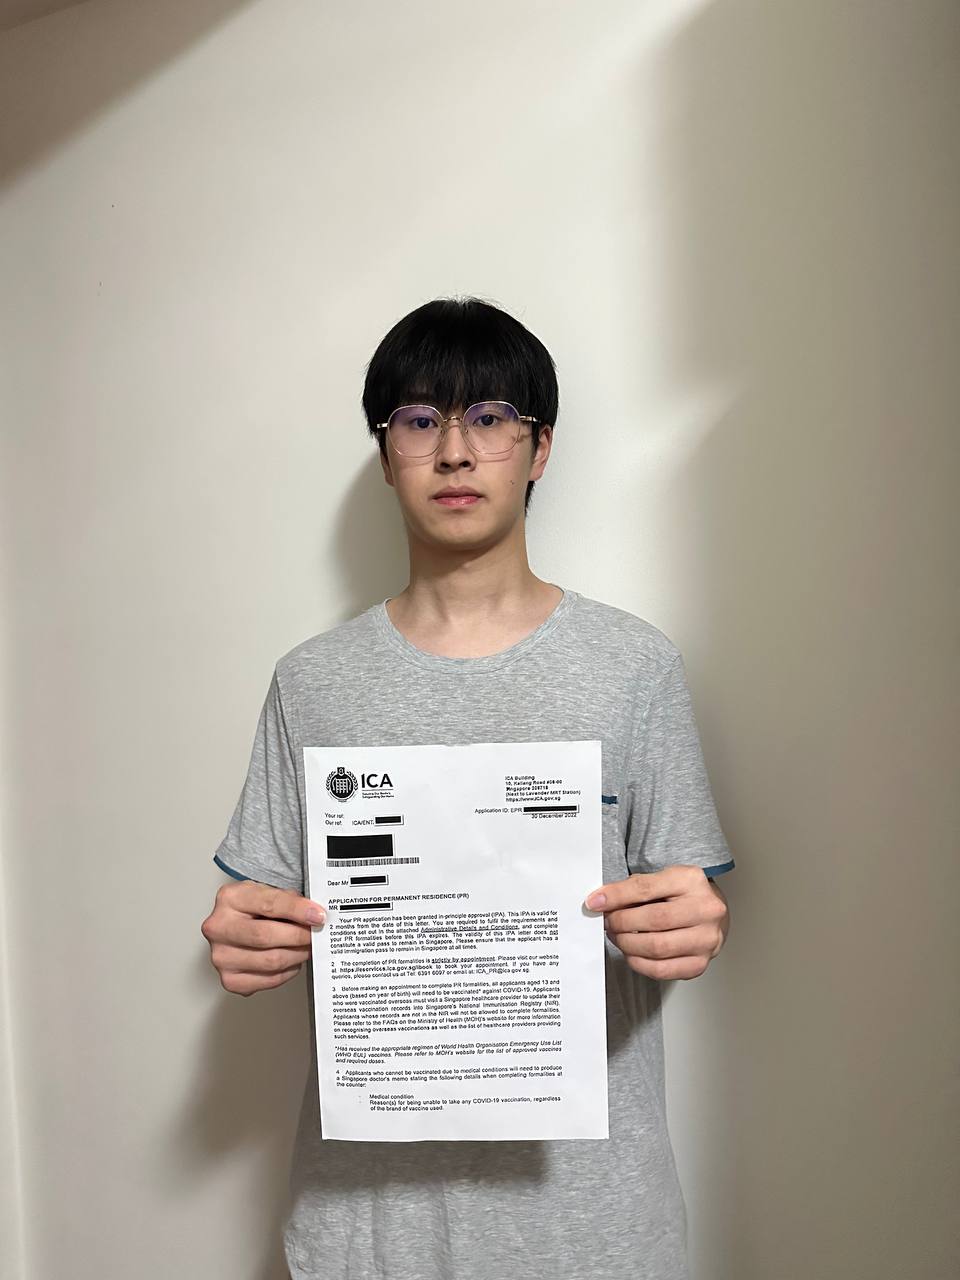 ICA
ICA Building
10, Kallang Road #08-00
Singapore 208718
(Next to Lavender MRT Station)
https://www.ICA.gov.sg
Your ref:
Our ref: ICA/ENT.
Application ID: EPR
30 December 2022
Dear Mr
APPLICATION FOR PERMANENT RESIDENCE (PR)
MR
Your PR application has been granted in-principle approval (IPA). This IPA is valid for
2 months from the date of this letter. You are required to fulfil the requirements and
conditions set out in the attached Administrative Details and Conditions, and complete
your PR formalities before this IPA expires. The validity of this IPA letter does not
constitute a valid pass to remain in Singapore. Please ensure that the applicant has a
valid immigration pass to remain in Singapore at all times.
2 The completion of PR formalities is strictly by appointment. Please visit our website
at https://eservices.ica.gov.sg/ibook to book your appointment. If you have any
queries, please contact us at Tel: 6391 6097 or email at: ICA_PR@ica.gov.sg.
3 Before making an appointment to complete PR formalities, all applicants aged 13 and
above (based on year of birth) will need to be vaccinated* against COVID-19. Applicants
who were vaccinated overseas must visit a Singapore healthcare provider to update their
overseas vaccination records into Singapore's National Immunisation Registry (NIR).
Applicants whose records are not in the NIR will not be allowed to complete formalities.
Please refer to the FAQs on the Ministry of Health (MOH)'s website for more information
on recognising overseas vaccinations as well as the list of healthcare providers providing
such services.
*Has received the appropriate regimen of World Health Organisation Emergency Use List
(WHO EUL) vaccines. Please refer to MOH's website for the list of approved vaccines
and required doses.
4 Applicants who cannot be vaccinated due to medical conditions will need to produce
a Singapore doctor's memo stating the following details when completing formalities at
the counter:
Medical condition
Reason(s) for being unable to take any COVID-19 vaccination, regardless
of the brand of vaccine used.